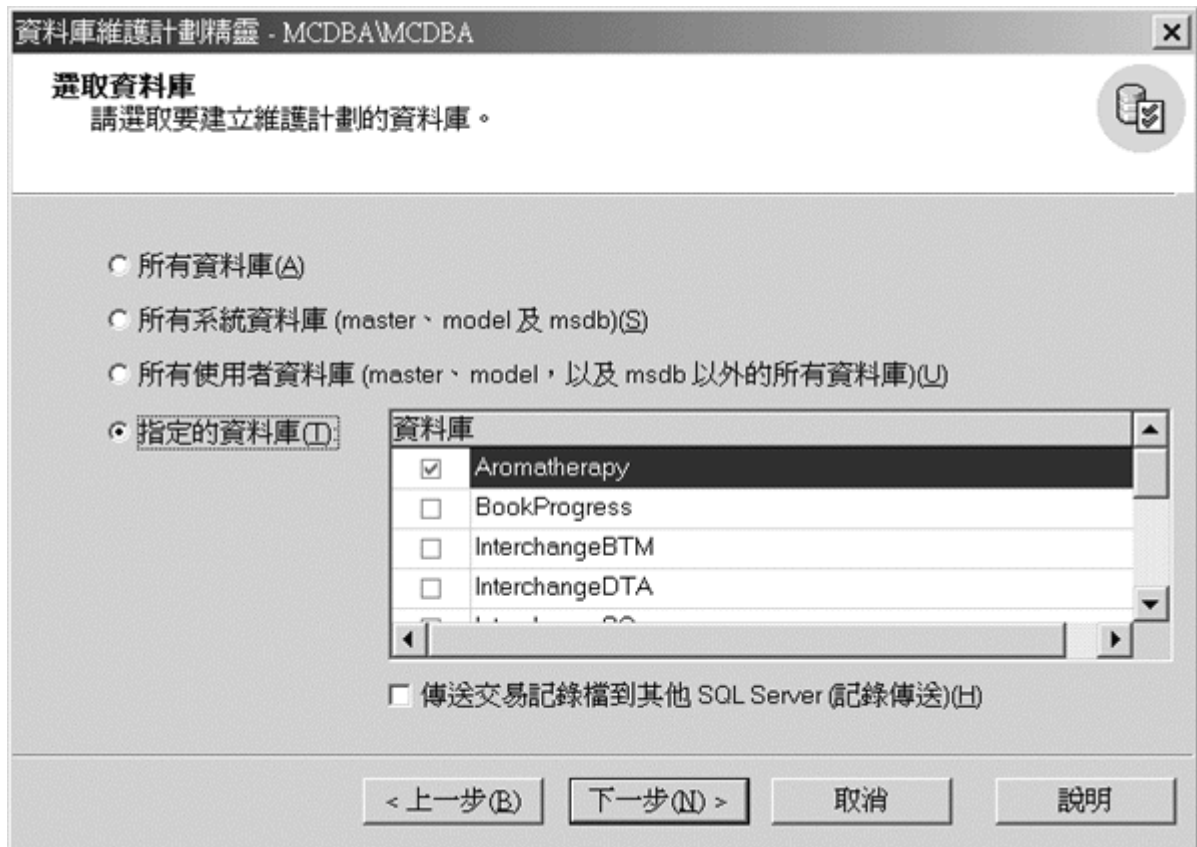 資料庫維護計劃精靈 - MCDBA\MCDBA
選取資料庫
請選取要建立維護計劃的資料庫。
所有資料庫(A)
所有系統資料庫 (master、model 及 msdb)(S)
所有使用者資料庫 (master、model，以及 msdb 以外的所有資料庫)(U)
指定的資料庫(T):
資料庫
Aromatherapy
BookProgress
InterchangeBTM
InterchangeDTA
傳送交易記錄檔到其他 SQL Server (記錄傳送)(H)
< 上一步(B) 下一步(N) > 取消 說明